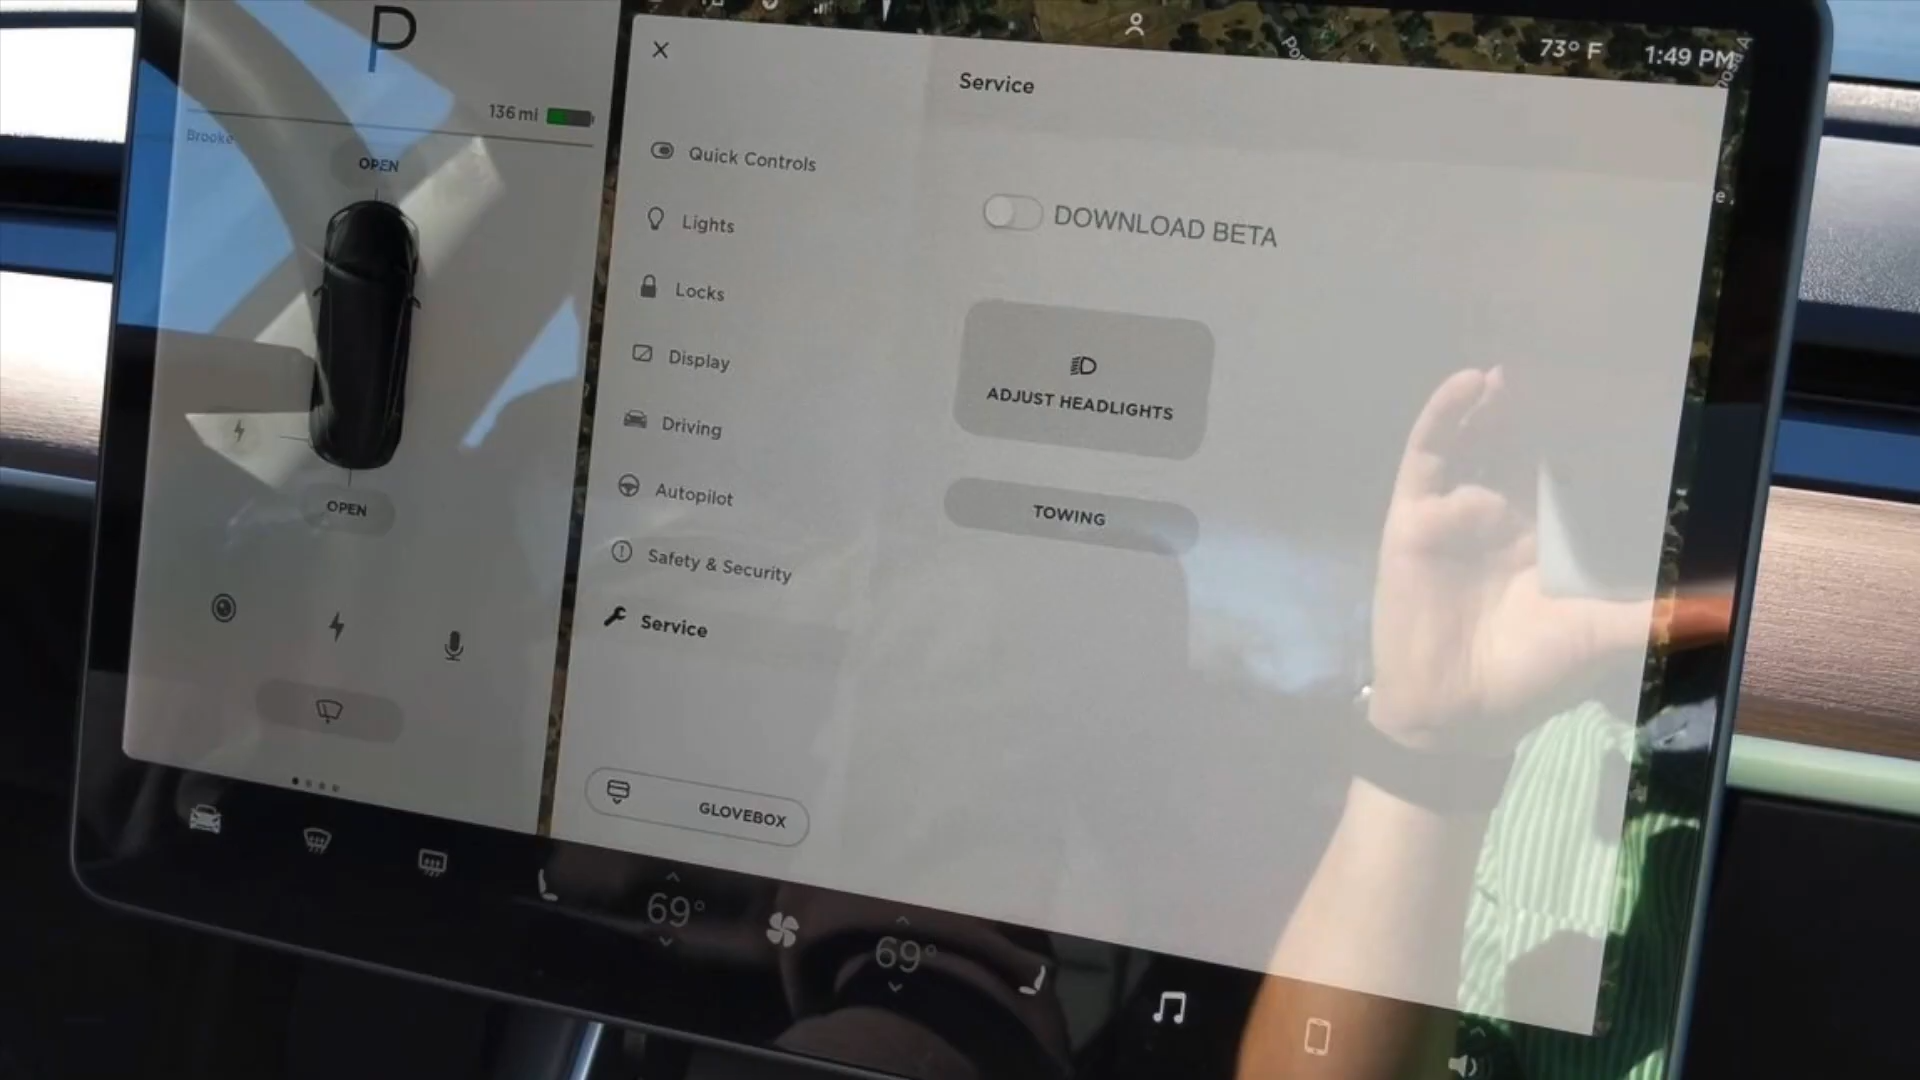 P
136 mi
Brooke
OPEN
OPEN
73° F
1:49 PM
Service
Quick Controls
Lights
Locks
Display
Driving
Autopilot
Safety & Security
Service
DOWNLOAD BETA
ADJUST HEADLIGHTS
TOWING
GLOVEBOX
69°
69°